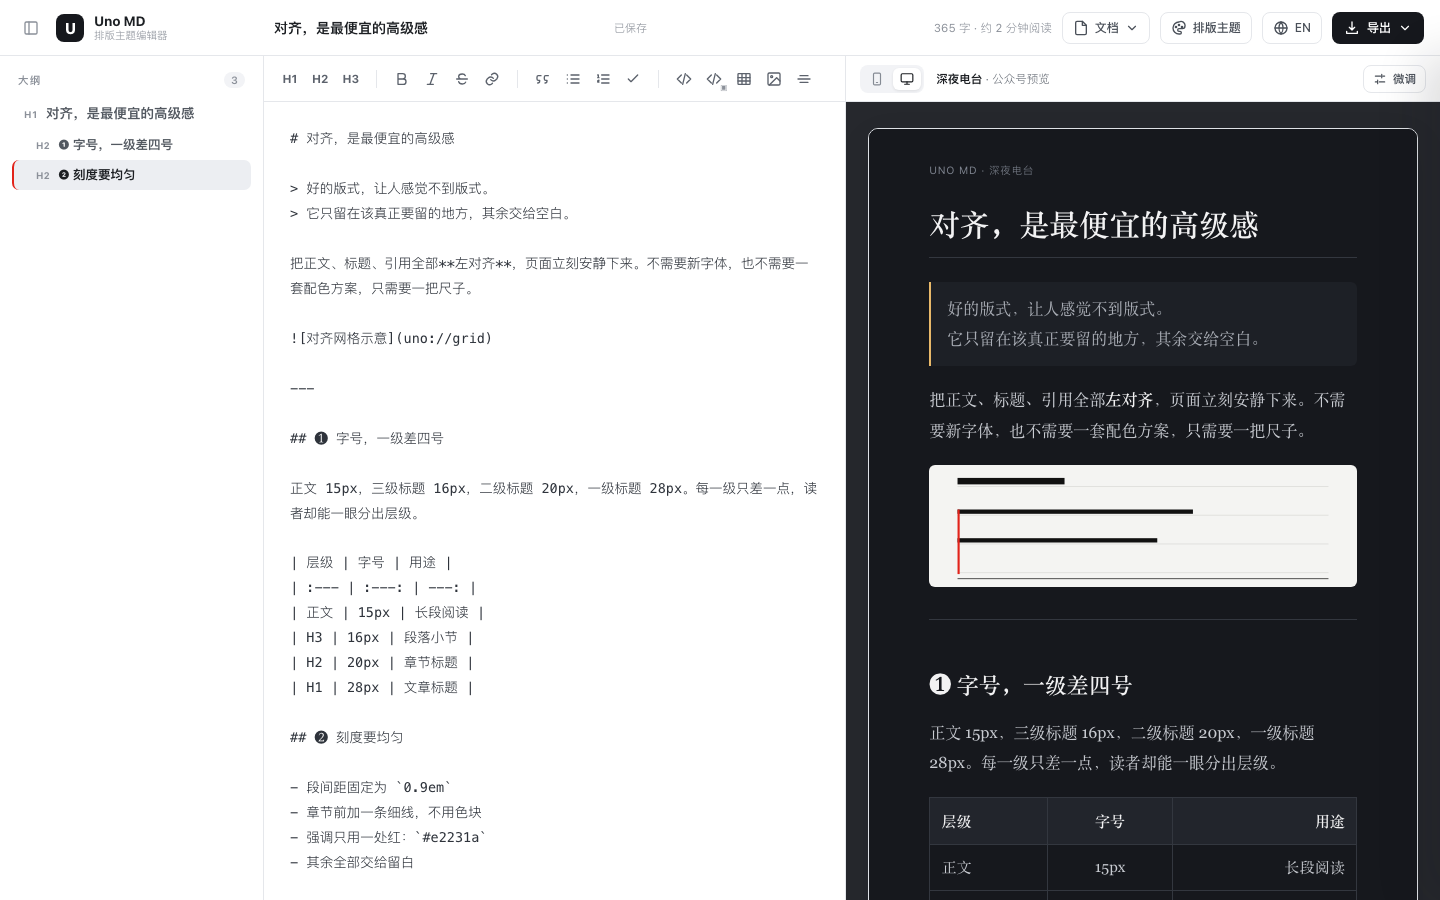 U
Uno MD
排版主题编辑器
对齐，是最便宜的高级感
已保存
365 字 · 约 2 分钟阅读
文档
排版主题
EN
导出
大纲
3
H1 对齐，是最便宜的高级感
H2 ❶ 字号，一级差四号
H2 ❷ 刻度要均匀
H1 H2 H3
# 对齐，是最便宜的高级感
> 好的版式，让人感觉不到版式。
> 它只留在该真正要留的地方，其余交给空白。
把正文、标题、引用全部**左对齐**，页面立刻安静下来。不需要新字体，也不需要一
套配色方案，只需要一把尺子。
![对齐网格示意](uno://grid)
---
## ❶ 字号，一级差四号
正文 15px，三级标题 16px，二级标题 20px，一级标题 28px。每一级只差一点，读
者却能一眼分出层级。
| 层级 | 字号 | 用途 |
| :--- | :---: | ---: |
| 正文 | 15px | 长段阅读 |
| H3 | 16px | 段落小节 |
| H2 | 20px | 章节标题 |
| H1 | 28px | 文章标题 |
## ❷ 刻度要均匀
- 段间距固定为 `0.9em`
- 章节前加一条细线，不用色块
- 强调只用一处红：`#e2231a`
- 其余全部交给留白
深夜电台 · 公众号预览
微调
UNO MD · 深夜电台
对齐，是最便宜的高级感
好的版式，让人感觉不到版式。
它只留在该真正要留的地方，其余交给空白。
把正文、标题、引用全部左对齐，页面立刻安静下来。不需
要新字体，也不需要一套配色方案，只需要一把尺子。
❶ 字号，一级差四号
正文 15px，三级标题 16px，二级标题 20px，一级标题
28px。每一级只差一点，读者却能一眼分出层级。
层级 字号 用途
正文 15px 长段阅读